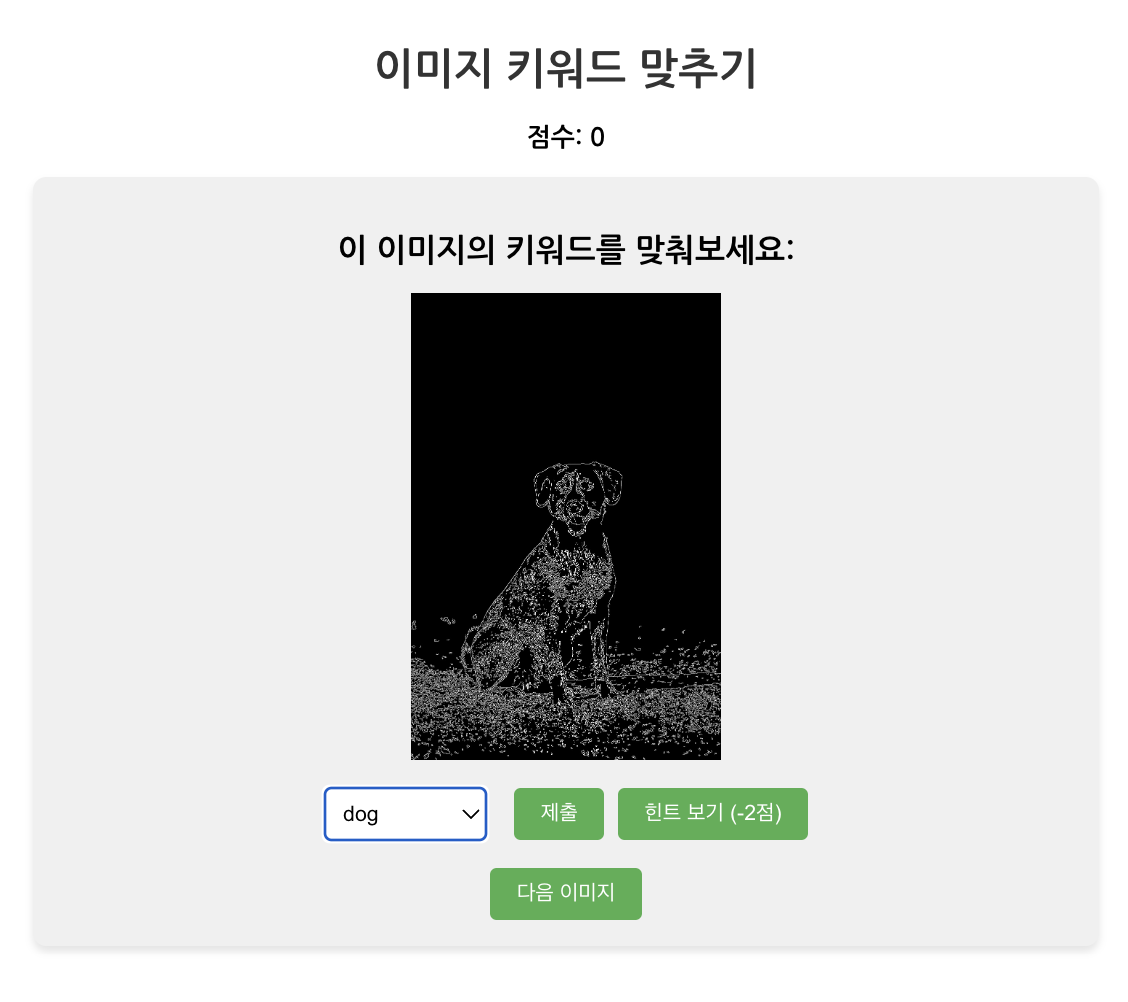 이미지 키워드 맞추기
점수: 0
이 이미지의 키워드를 맞춰보세요:
dog 제출 힌트 보기 (-2점)
다음 이미지